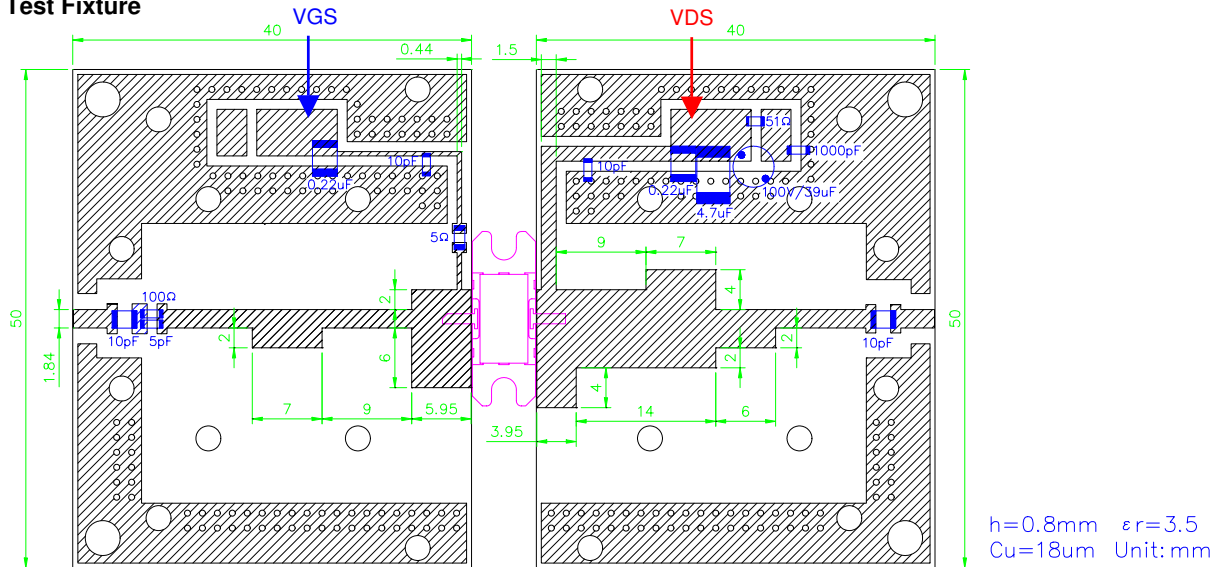 Test Fixture
VGS
VDS
40
40
0.44
1.5
51Ω
10pF
10pF
1000pF
0.22uF
0.22uF
100V/39uF
4.7uF
5Ω
9
7
100Ω
2
4
50
50
10pF
5pF
2
6
2
2
10pF
1.84
4
7
9
5.95
14
6
3.95
h=0.8mm εr=3.5
Cu=18um Unit:mm